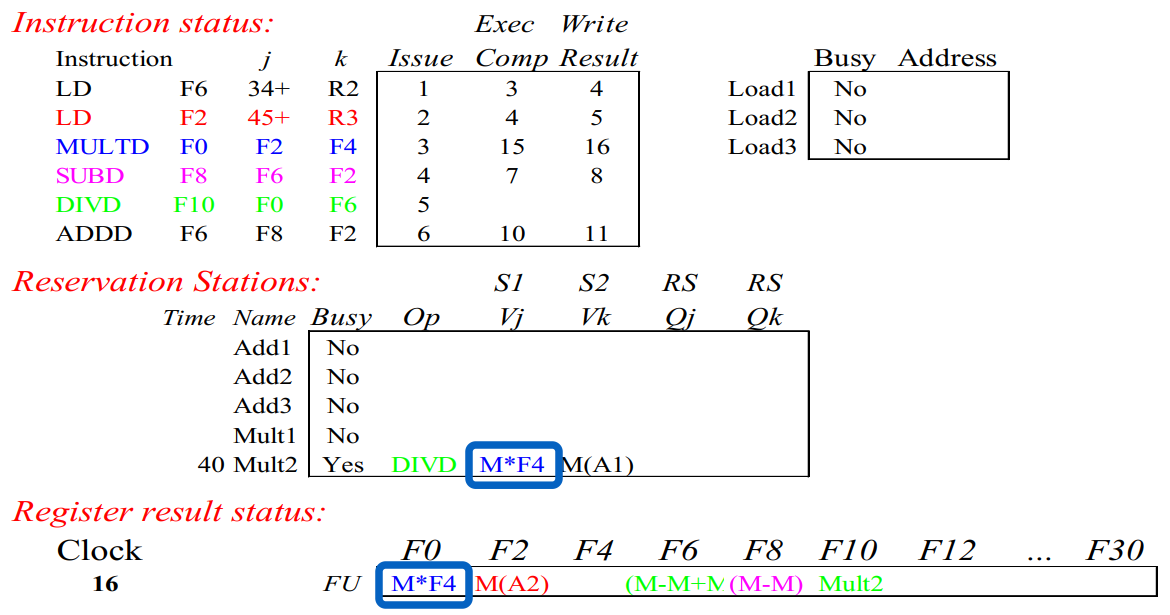 Instruction status: Exec Write
Instruction j k Issue Comp Result Busy Address
LD F6 34+ R2 1 3 4 Load1 No
LD F2 45+ R3 2 4 5 Load2 No
MULTD F0 F2 F4 3 15 16 Load3 No
SUBD F8 F6 F2 4 7 8
DIVD F10 F0 F6 5
ADDD F6 F8 F2 6 10 11
Reservation Stations: S1 S2 RS RS
Time Name Busy Op Vj Vk Qj Qk
Add1 No
Add2 No
Add3 No
Mult1 No
40 Mult2 Yes DIVD M*F4 M(A1)
Register result status:
Clock F0 F2 F4 F6 F8 F10 F12 ... F30
16 FU M*F4 M(A2) (M-M+M (M-M) Mult2